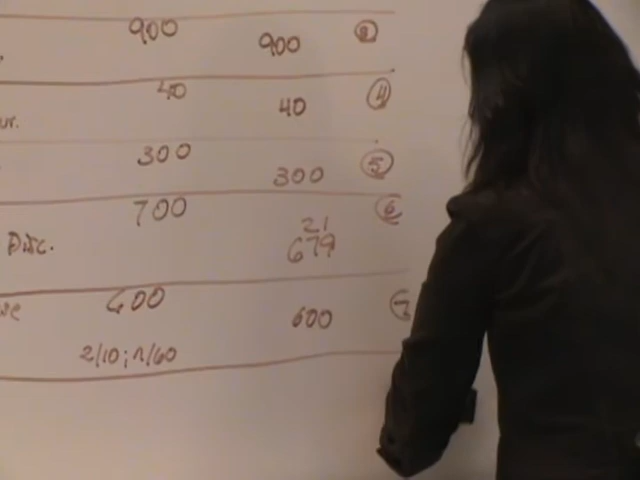 900 900 ②
40 40 ④
ur.
300 300 ⑤
700 ⑥
21
Disc. 679
600 600 ⑦
2/10; n/60